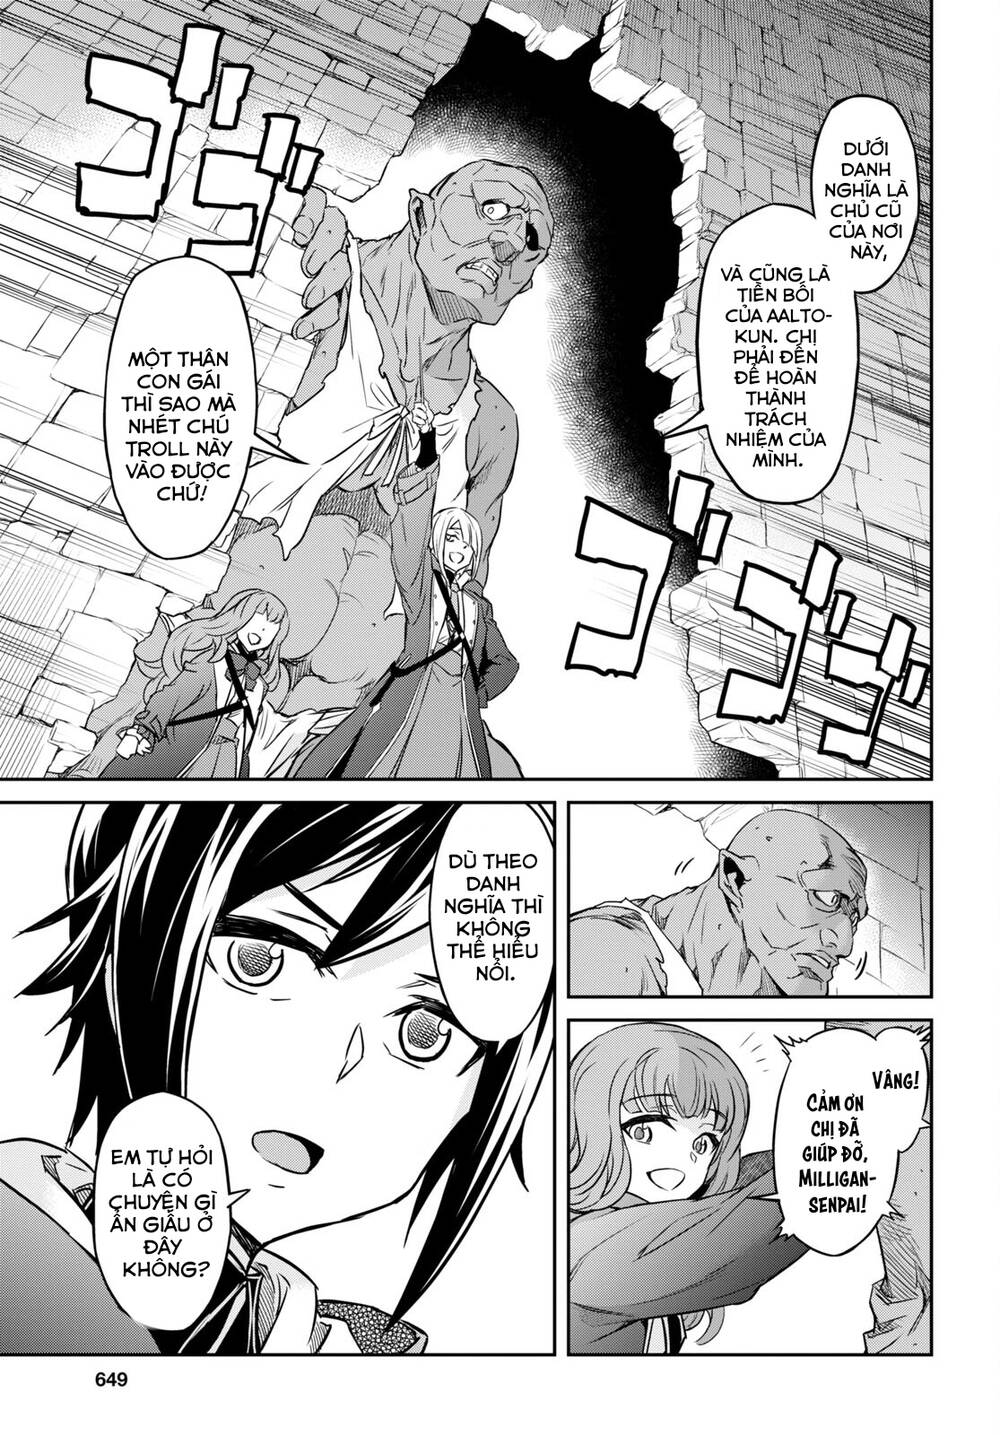 DƯỚI
DANH
NGHĨA LÀ
CHỦ CŨ
CỦA NƠI
NÀY,
VÀ CŨNG LÀ
TIỀN BỐI
CỦA AALTO-
KUN. CHỊ
PHẢI ĐẾN
ĐỂ HOÀN
THÀNH
TRÁCH
NHIỆM CỦA
MÌNH.
ゴゴゴ
ゴゴ
MỘT THÂN
CON GÁI
THÌ SAO MÀ
NHÉT CHÚ
TROLL NÀY
VÀO ĐƯỢC
CHỨ!
VÂNG!
CẢM ƠN
CHỊ ĐÃ
GIÚP ĐỠ,
MILLIGAN-
SENPAI!
DÙ THEO
DANH
NGHĨA THÌ
KHÔNG
THỂ HIỂU
NỔI.
EM TỰ HỎI
LÀ CÓ
CHUYỆN GÌ
ẨN GIẤU Ở
ĐÂY
KHÔNG?
649